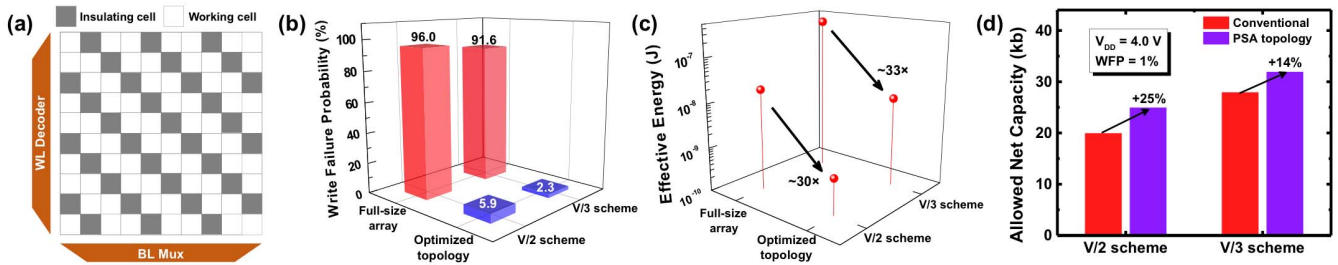 (a)
Insulating cell
Working cell
WL Decoder
BL Mux
(b)
Write Failure Probability (%)
100
80
60
40
20
0
96.0
91.6
5.9
2.3
Full-size
array
Optimized
topology
V/2 scheme
V/3 scheme
(c)
Effective Energy (J)
10-7
10-8
10-9
10-10
~33×
~30×
Full-size
array
Optimized
topology
V/2 scheme
V/3 scheme
(d)
Allowed Net Capacity (kb)
40
30
20
10
0
Conventional
PSA topology
VDD = 4.0 V
WFP = 1%
+25%
+14%
V/2 scheme
V/3 scheme